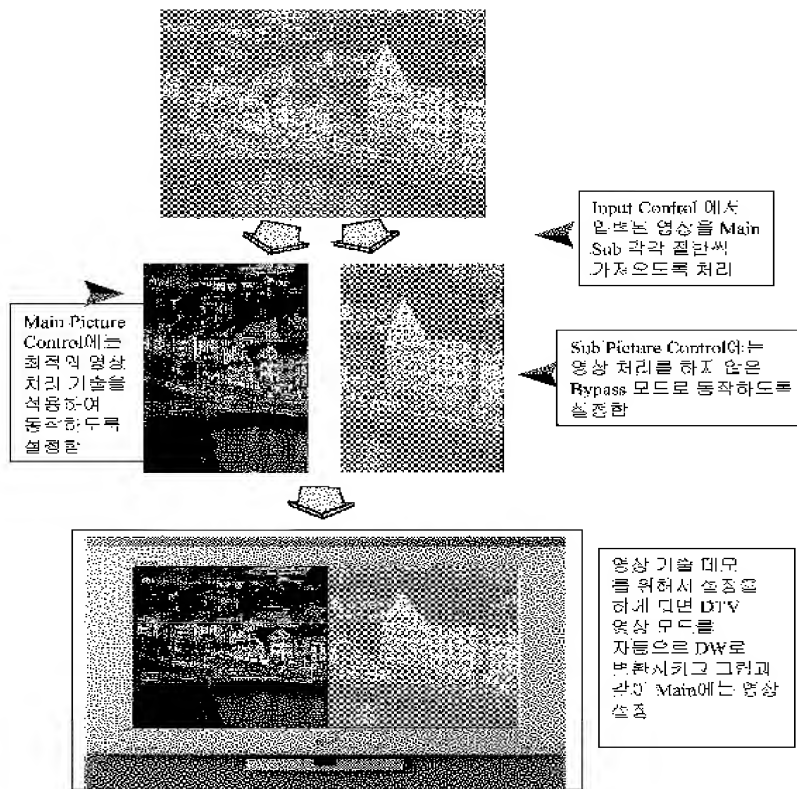 Input Control 에서
입력된 영상을 Main
Sub 각각 절반씩
가져오도록 처리
Main Picture
Control에는
최적의 영상
처리 기술을
적용하여
동작하도록
설정함
Sub Picture Control에는
영상 처리를 하지 않은
Bypass 모드로 동작하도록
설정함
영상 기술 데모
를 위해서 설정을
하게 되면 DTV
영상 모드를
자동으로 DW로
변환시키고 그림과
같이 Main에는 영상
설정